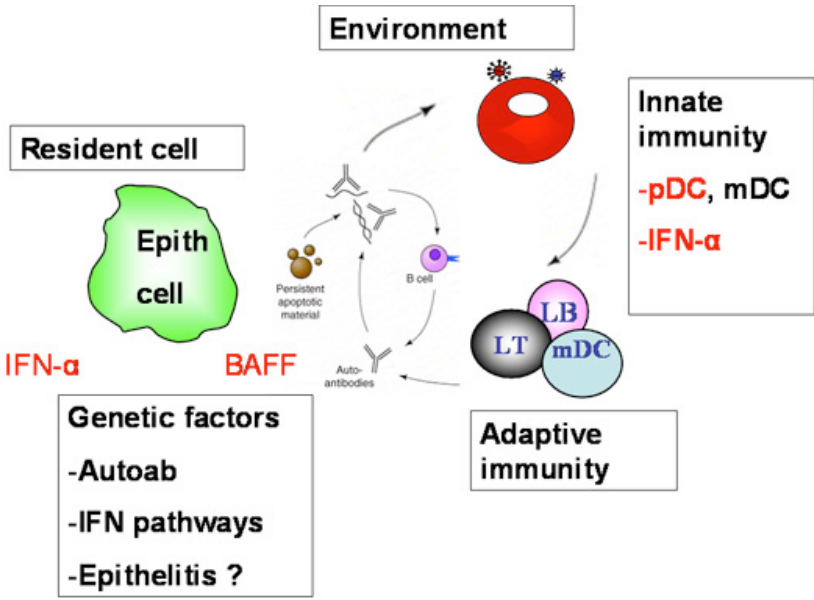 Environment
Innate
immunity
-pDC, mDC
-IFN-α
Resident cell
Epith
cell
IFN-α
BAFF
Persistent
apoptotic
material
B cell
Auto-
antibodies
LB
LT
mDC
Genetic factors
-Autoab
-IFN pathways
-Epithelitis ?
Adaptive
immunity